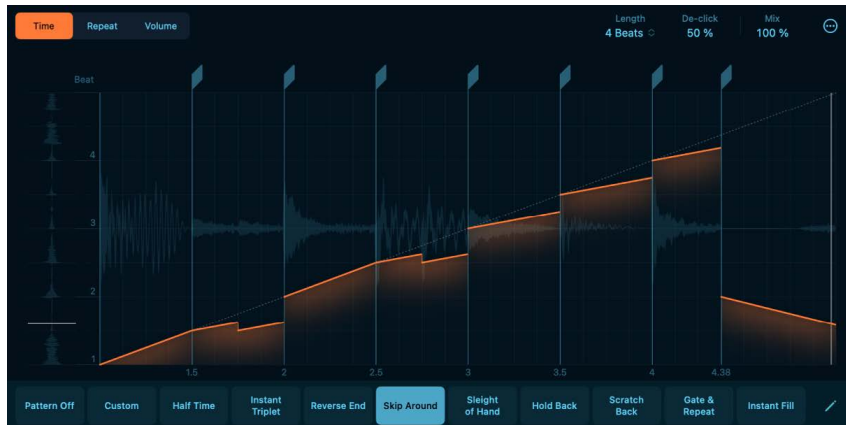 Time
Repeat
Volume
Length
4 Beats
De-click
50 %
Mix
100 %
Beat
4
3
2
1
1.5
2
2.5
3
3.5
4
4.38
Pattern Off
Custom
Half Time
Instant
Triplet
Reverse End
Skip Around
Sleight
of Hand
Hold Back
Scratch
Back
Gate &
Repeat
Instant Fill